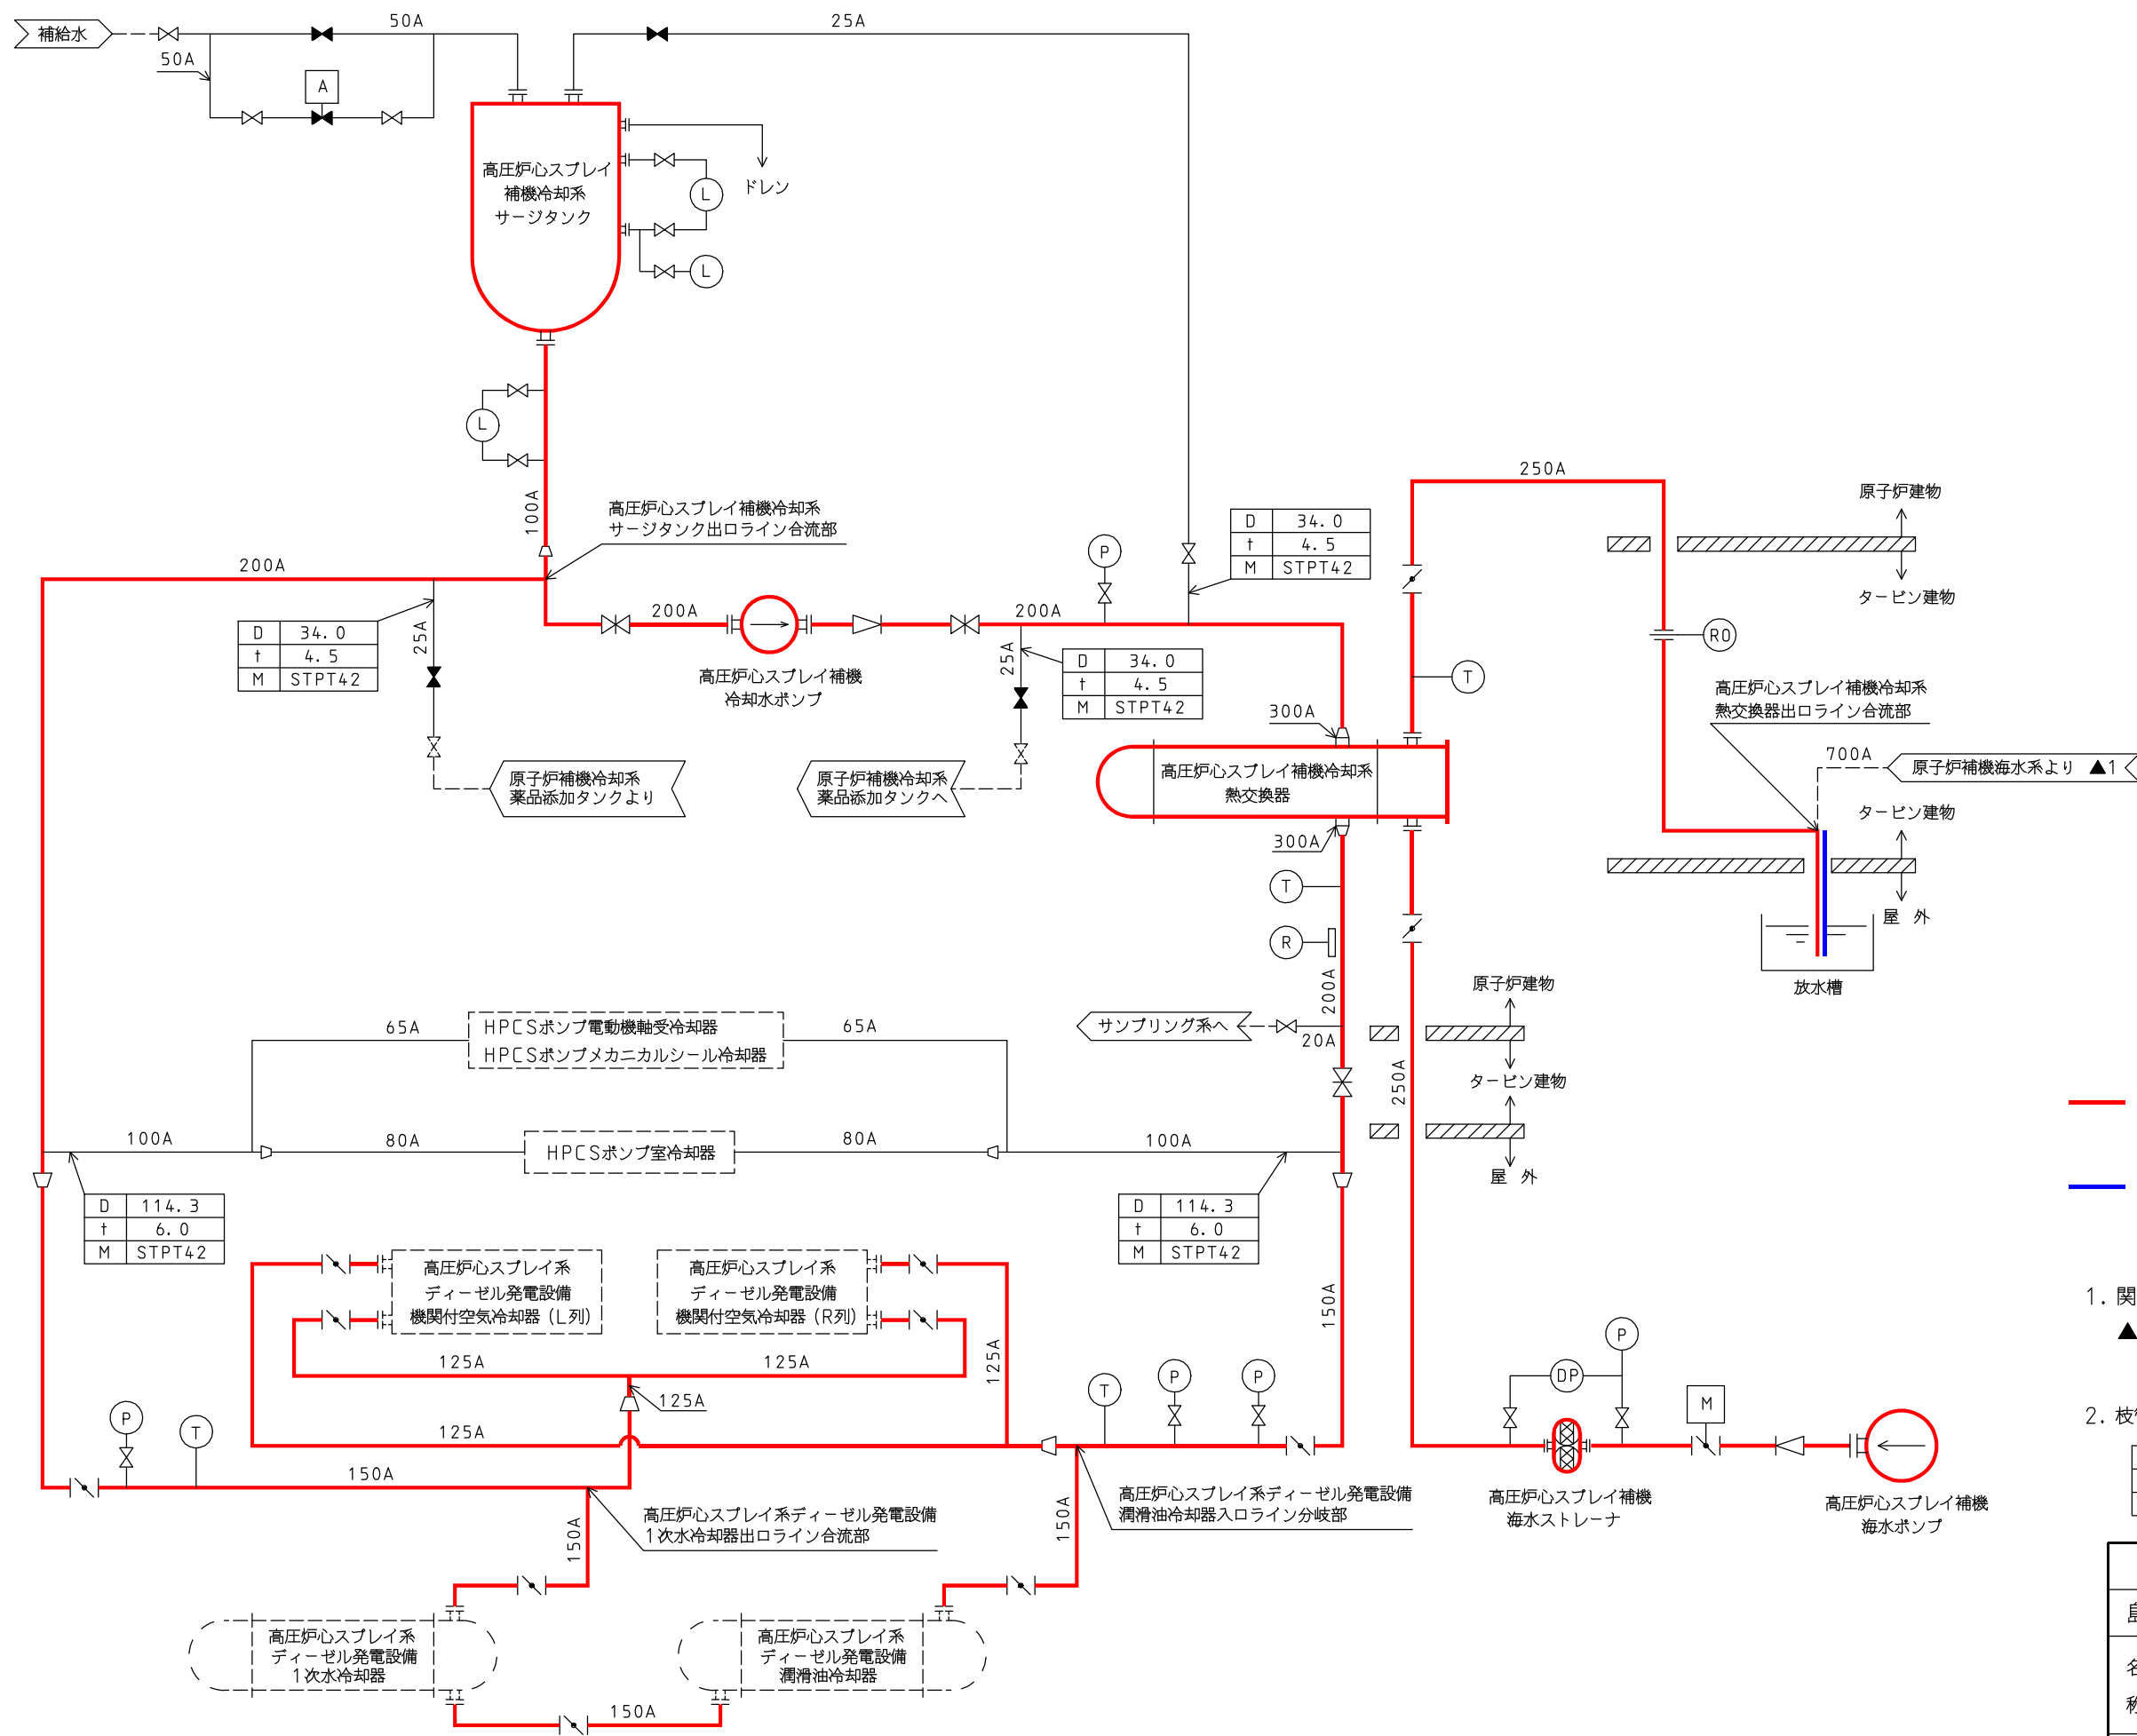 補給水
50A
25A
50A
A
高圧炉心スプレイ
補機冷却系
サージタンク
L
ドレン
L
L
100A
高圧炉心スプレイ補機冷却系
サージタンク出口ライン合流部
200A
D 34.0
t 4.5
M STPT42
25A
200A
高圧炉心スプレイ補機
冷却水ポンプ
200A
P
D 34.0
t 4.5
M STPT42
25A
D 34.0
t 4.5
M STPT42
250A
原子炉建物
タービン建物
RO
T
高圧炉心スプレイ補機冷却系
熱交換器出口ライン合流部
700A
原子炉補機海水系より ▲1
タービン建物
屋 外
放水槽
300A
高圧炉心スプレイ補機冷却系
熱交換器
300A
原子炉補機冷却系
薬品添加タンクより
原子炉補機冷却系
薬品添加タンクへ
T
R
200A
サンプリング系へ
20A
原子炉建物
タービン建物
屋 外
250A
65A
HPCSポンプ電動機軸受冷却器
HPCSポンプメカニカルシール冷却器
65A
100A
80A
HPCSポンプ室冷却器
80A
100A
D 114.3
t 6.0
M STPT42
D 114.3
t 6.0
M STPT42
高圧炉心スプレイ系
ディーゼル発電設備
機関付空気冷却器(L列)
高圧炉心スプレイ系
ディーゼル発電設備
機関付空気冷却器(R列)
125A
125A
125A
125A
125A
150A
P
T
150A
T
P
P
高圧炉心スプレイ系ディーゼル発電設備
1次水冷却器出口ライン合流部
150A
高圧炉心スプレイ系ディーゼル発電設備
潤滑油冷却器入口ライン分岐部
150A
DP
P
M
高圧炉心スプレイ補機
海水ストレーナ
高圧炉心スプレイ補機
海水ポンプ
高圧炉心スプレイ系
ディーゼル発電設備
1次水冷却器
高圧炉心スプレイ系
ディーゼル発電設備
潤滑油冷却器
150A
1. 関
▲
2. 枝
名
称